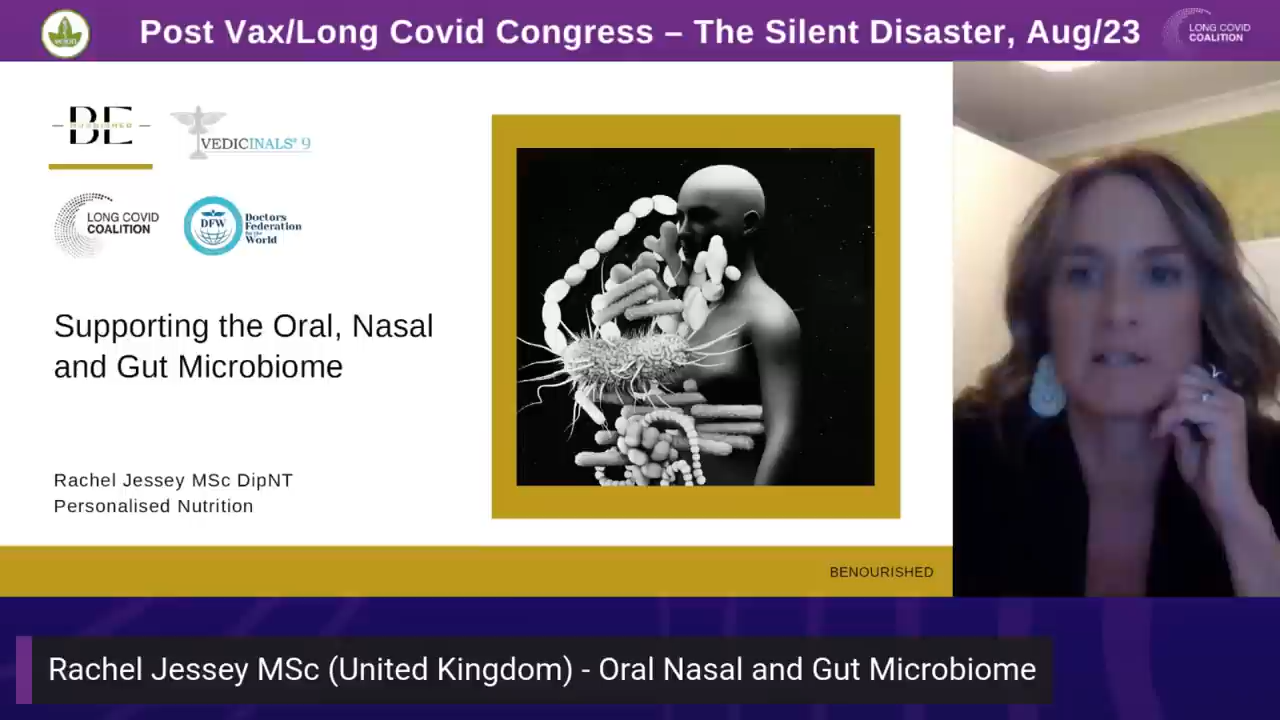 Post Vax/Long Covid Congress – The Silent Disaster, Aug/23
LONG COVID
COALITION
BE
VEDICINALS® 9
LONG COVID
COALITION
DFW
Doctors
Federation
World
Supporting the Oral, Nasal
and Gut Microbiome
Rachel Jessey MSc DipNT
Personalised Nutrition
BENOURISHED
Rachel Jessey MSc (United Kingdom) - Oral Nasal and Gut Microbiome